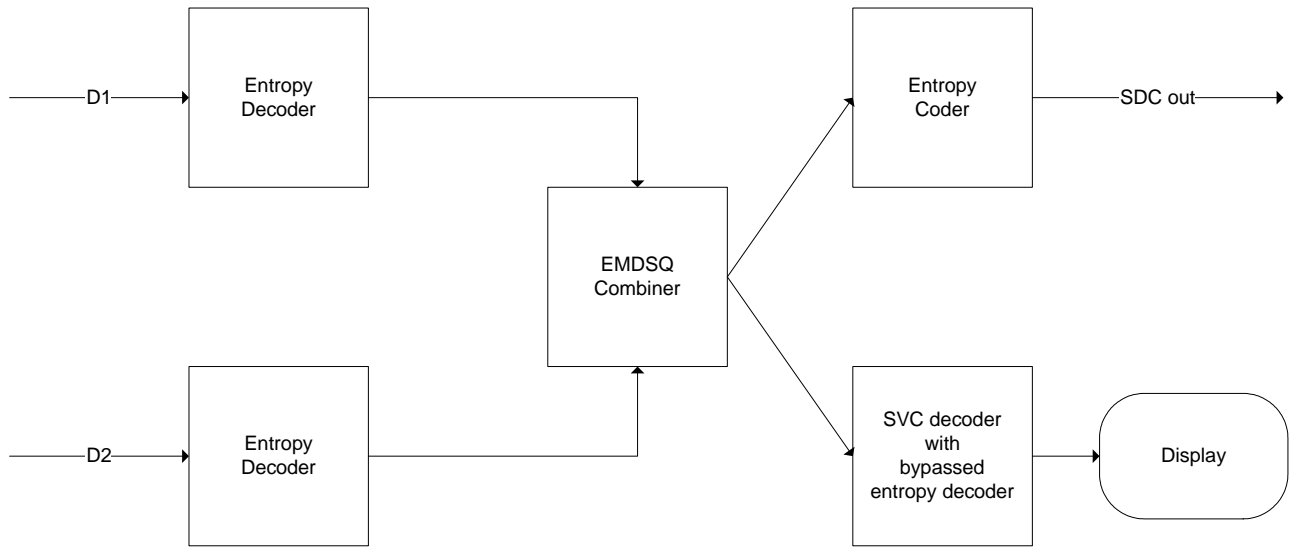 D1
Entropy
Decoder
Entropy
Coder
SDC out
EMDSQ
Combiner
D2
Entropy
Decoder
SVC decoder
with
bypassed
entropy decoder
Display